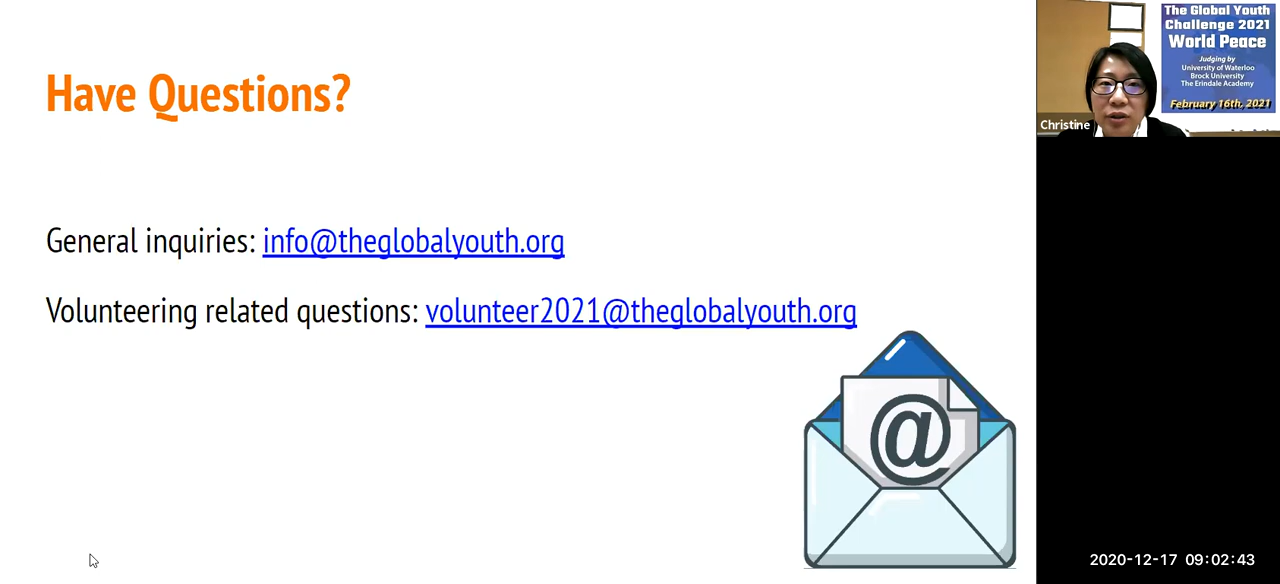 Have Questions?
General inquiries: info@theglobalyouth.org
Volunteering related questions: volunteer2021@theglobalyouth.org
@
The Global Youth
Challenge 2021
World Peace
Judging by
University of Waterloo
Brock University
The Erindale Academy
February 16th, 2021
Christine
2020-12-17 09:02:43